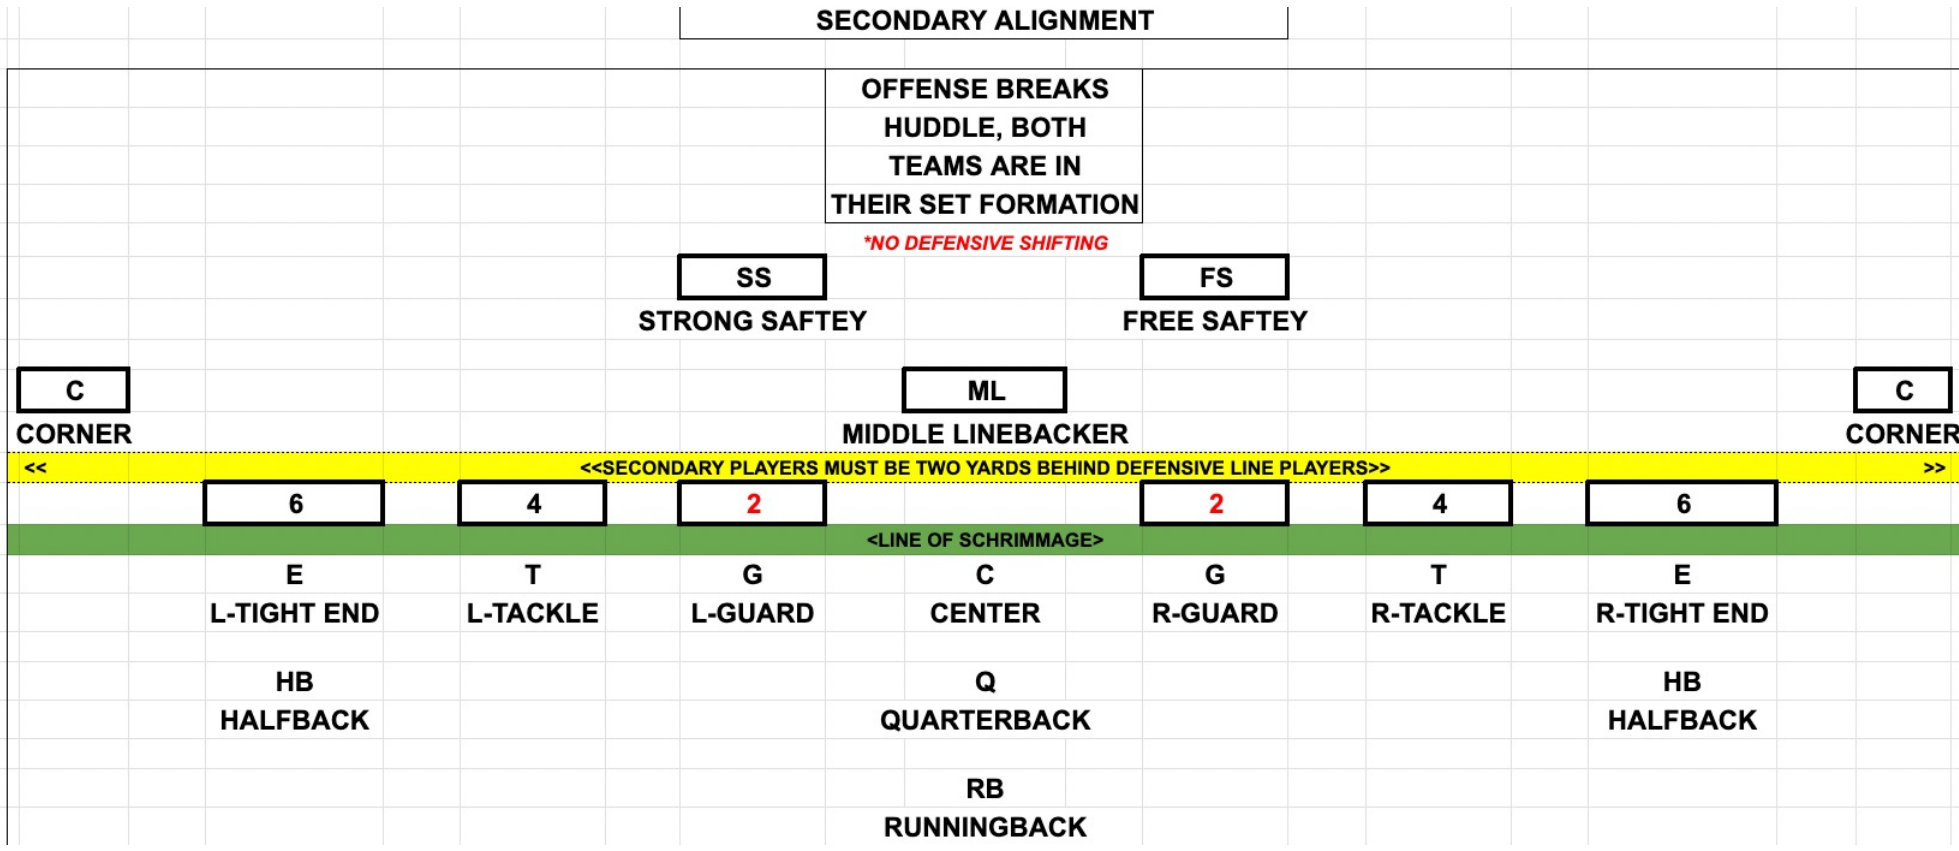 SECONDARY ALIGNMENT
OFFENSE BREAKS
HUDDLE, BOTH
TEAMS ARE IN
THEIR SET FORMATION
*NO DEFENSIVE SHIFTING
SS FS
STRONG SAFTEY FREE SAFTEY
C ML C
CORNER MIDDLE LINEBACKER CORNER
<< <<SECONDARY PLAYERS MUST BE TWO YARDS BEHIND DEFENSIVE LINE PLAYERS>> >>
6 4 2 2 4 6
<LINE OF SCHRIMMAGE>
E T G C G T E
L-TIGHT END L-TACKLE L-GUARD CENTER R-GUARD R-TACKLE R-TIGHT END
HB Q HB
HALFBACK QUARTERBACK HALFBACK
RB
RUNNINGBACK